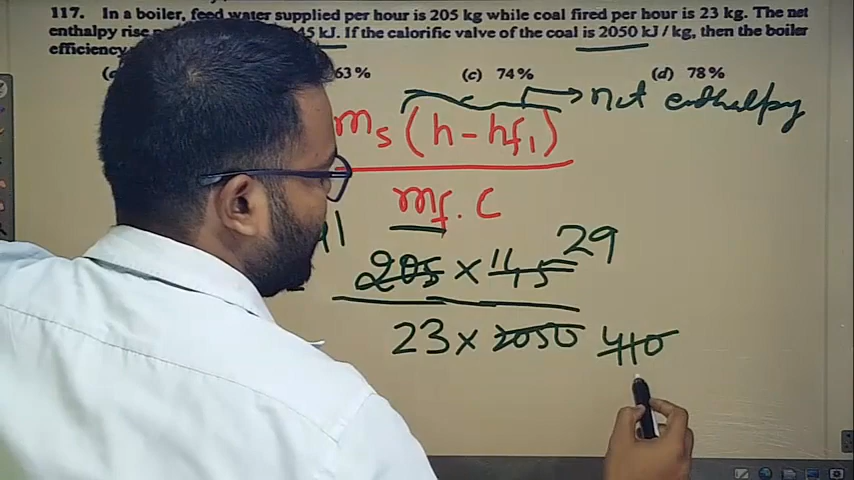 117. In a boiler, feed water supplied per hour is 205 kg while coal fired per hour is 23 kg. The net
enthalpy rise 45 kJ. If the calorific valve of the coal is 2050 kJ / kg, then the boiler
efficiency
63% (c) 74% (d) 78%
ms (h - hf1) → net enthalpy
mf. C
205 × 145 29
23 × 2050 410